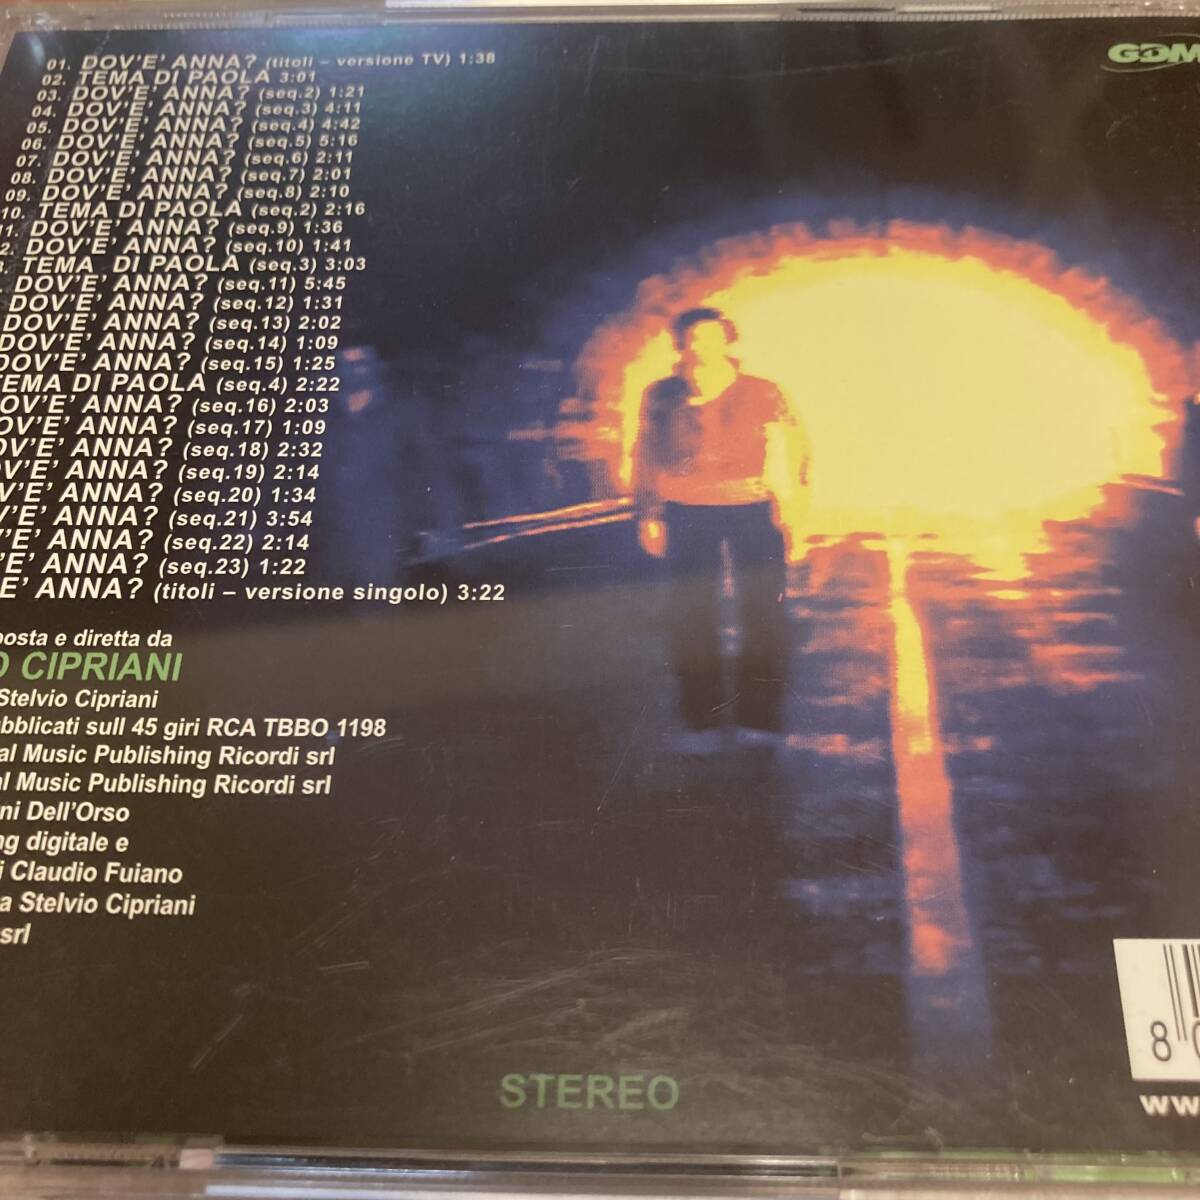 01. DOV'E' ANNA? (titoli – versione TV) 1:38
02. TEMA DI PAOLA 3:01
03. DOV'E' ANNA? (seq.2) 1:21
04. DOV'E' ANNA? (seq.3) 4:11
05. DOV'E' ANNA? (seq.4) 4:42
06. DOV'E' ANNA? (seq.5) 5:16
07. DOV'E' ANNA? (seq.6) 2:11
08. DOV'E' ANNA? (seq.7) 2:01
09. DOV'E' ANNA? (seq.8) 2:10
10. TEMA DI PAOLA (seq.2) 2:16
1. DOV'E' ANNA? (seq.9) 1:36
2. DOV'E' ANNA? (seq.10) 1:41
3. TEMA DI PAOLA (seq.3) 3:03
DOV'E' ANNA? (seq.11) 5:45
DOV'E' ANNA? (seq.12) 1:31
DOV'E' ANNA? (seq.13) 2:02
DOV'E' ANNA? (seq.14) 1:09
DOV'E' ANNA? (seq.15) 1:25
TEMA DI PAOLA (seq.4) 2:22
OV'E' ANNA? (seq.16) 2:03
OV'E' ANNA? (seq.17) 1:09
OV'E' ANNA? (seq.18) 2:32
V'E' ANNA? (seq.19) 2:14
V'E' ANNA? (seq.20) 1:34
V'E' ANNA? (seq.21) 3:54
'E' ANNA? (seq.22) 2:14
'E' ANNA? (seq.23) 1:22
E' ANNA? (titoli – versione singolo) 3:22
posta e diretta da
O CIPRIANI
Stelvio Cipriani
bblicati sull 45 giri RCA TBBO 1198
al Music Publishing Ricordi srl
al Music Publishing Ricordi srl
ni Dell'Orso
ng digitale e
i Claudio Fuiano
a Stelvio Cipriani
srl
GDM
STEREO
8
ww